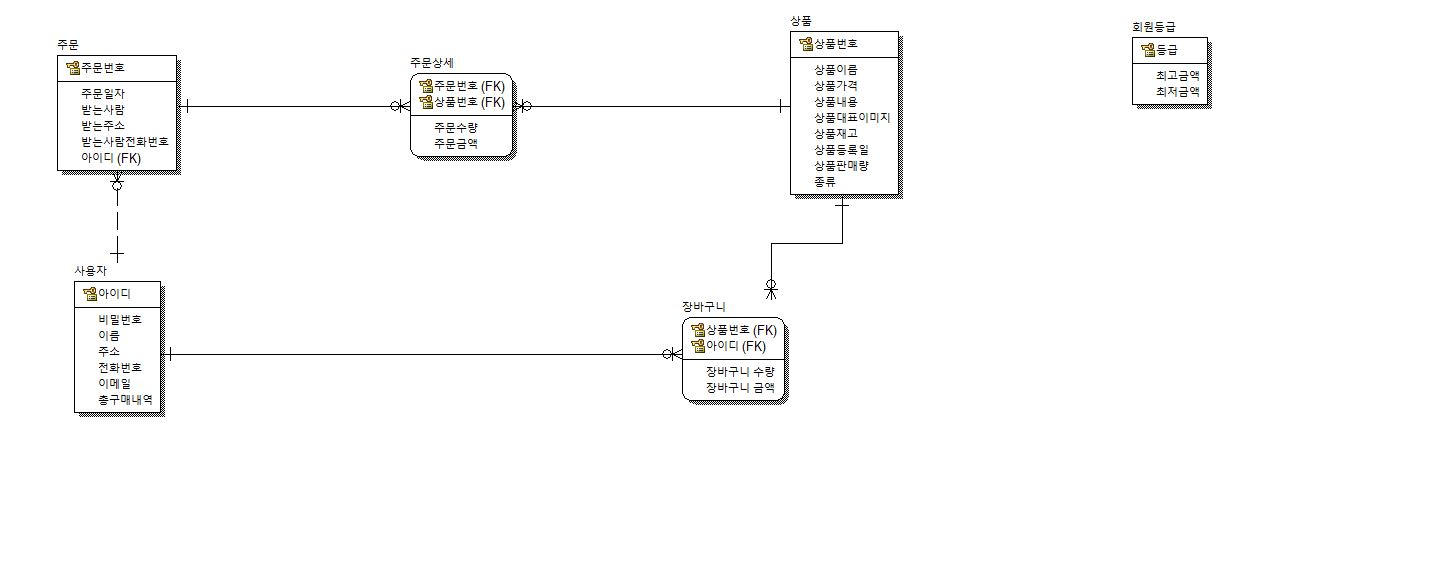 주문
주문번호
주문일자
받는사람
받는주소
받는사람전화번호
아이디 (FK)
주문상세
주문번호 (FK)
상품번호 (FK)
주문수량
주문금액
상품
상품번호
상품이름
상품가격
상품내용
상품대표이미지
상품재고
상품등록일
상품판매량
종류
회원등급
등급
최고금액
최저금액
사용자
아이디
비밀번호
이름
주소
전화번호
이메일
총구매내역
장바구니
상품번호 (FK)
아이디 (FK)
장바구니 수량
장바구니 금액